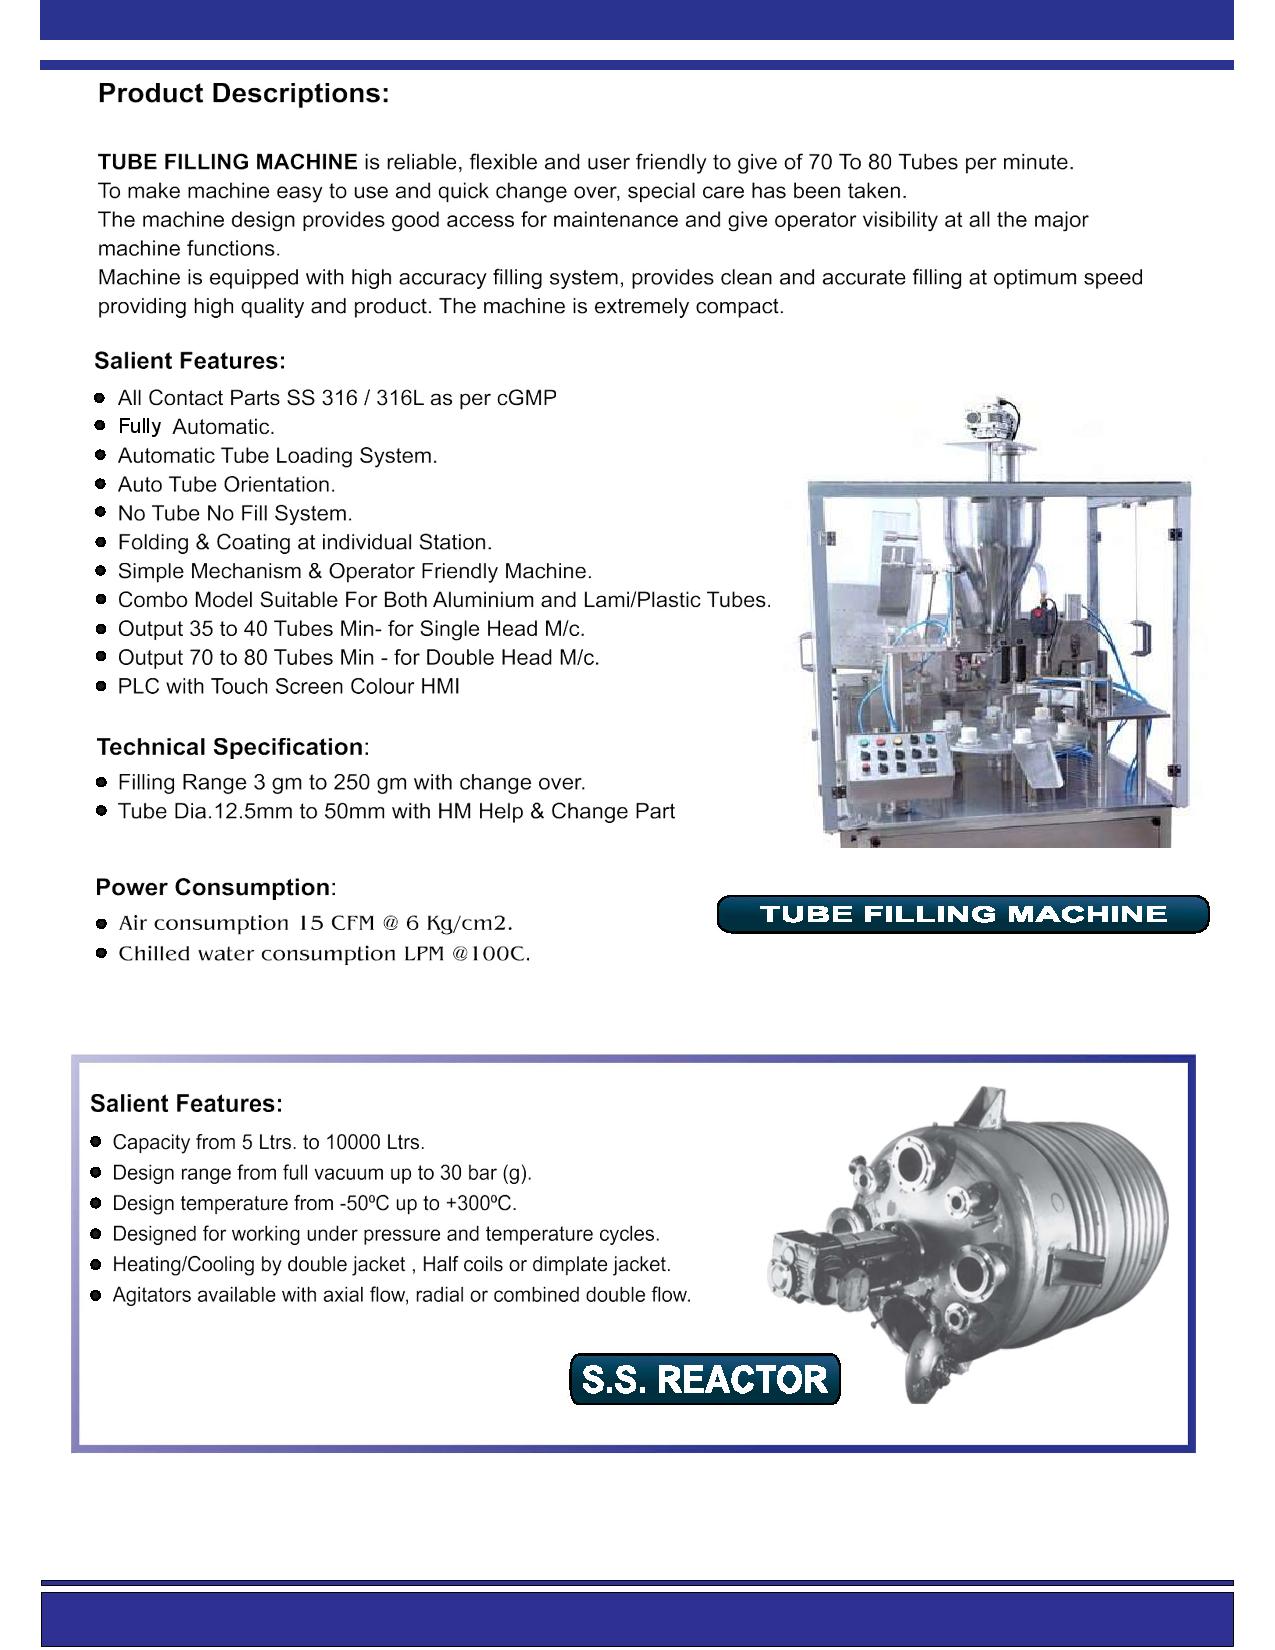 Product Descriptions:
TUBE FILLING MACHINE is reliable, flexible and user friendly to give of 70 To 80 Tubes per minute.
To make machine easy to use and quick change over, special care has been taken.
The machine design provides good access for maintenance and give operator visibility at all the major
machine functions.
Machine is equipped with high accuracy filling system, provides clean and accurate filling at optimum speed
providing high quality and product. The machine is extremely compact.
Salient Features:
All Contact Parts SS 316 / 316L as per cGMP
Fully Automatic.
Automatic Tube Loading System.
Auto Tube Orientation.
No Tube No Fill System.
Folding & Coating at individual Station.
Simple Mechanism & Operator Friendly Machine.
Combo Model Suitable For Both Aluminium and Lami/Plastic Tubes.
Output 35 to 40 Tubes Min- for Single Head M/c.
Output 70 to 80 Tubes Min - for Double Head M/c.
PLC with Touch Screen Colour HMI
Technical Specification:
Filling Range 3 gm to 250 gm with change over.
Tube Dia.12.5mm to 50mm with HM Help & Change Part
Power Consumption:
Air consumption 15 CFM @ 6 Kg/cm2.
Chilled water consumption LPM @100C.
TUBE FILLING MACHINE
Salient Features:
Capacity from 5 Ltrs. to 10000 Ltrs.
Design range from full vacuum up to 30 bar (g).
Design temperature from -50ºC up to +300ºC.
Designed for working under pressure and temperature cycles.
Heating/Cooling by double jacket , Half coils or dimplate jacket.
Agitators available with axial flow, radial or combined double flow.
S.S. REACTOR